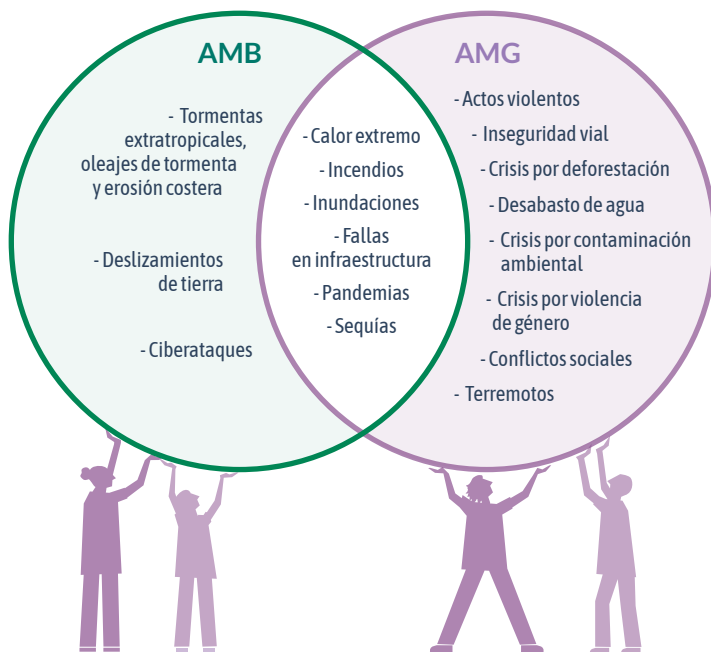 AMB
- Tormentas
extratropicales,
oleajes de tormenta
y erosión costera
- Deslizamientos
de tierra
- Ciberataques
- Calor extremo
- Incendios
- Inundaciones
- Fallas
en infraestructura
- Pandemias
- Sequías
AMG
- Actos violentos
- Inseguridad vial
- Crisis por deforestación
- Desabasto de agua
- Crisis por contaminación
ambiental
- Crisis por violencia
de género
- Conflictos sociales
- Terremotos